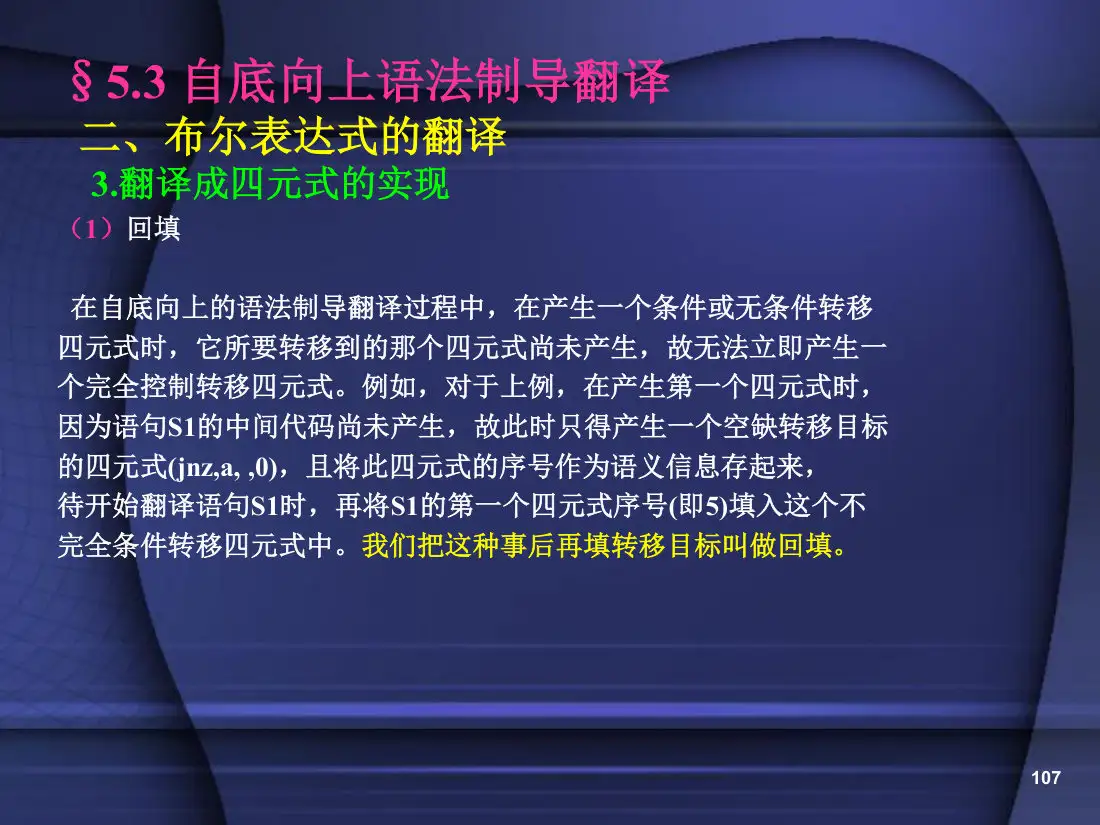 §5.3 自底向上语法制导翻译
二、布尔表达式的翻译
3.翻译成四元式的实现
（1）回填
在自底向上的语法制导翻译过程中，在产生一个条件或无条件转移
四元式时，它所要转移到的那个四元式尚未产生，故无法立即产生一
个完全控制转移四元式。例如，对于上例，在产生第一个四元式时，
因为语句S1的中间代码尚未产生，故此时只得产生一个空缺转移目标
的四元式(jnz,a, ,0)，且将此四元式的序号作为语义信息存起来，
待开始翻译语句S1时，再将S1的第一个四元式序号(即5)填入这个不
完全条件转移四元式中。我们把这种事后再填转移目标叫做回填。
107